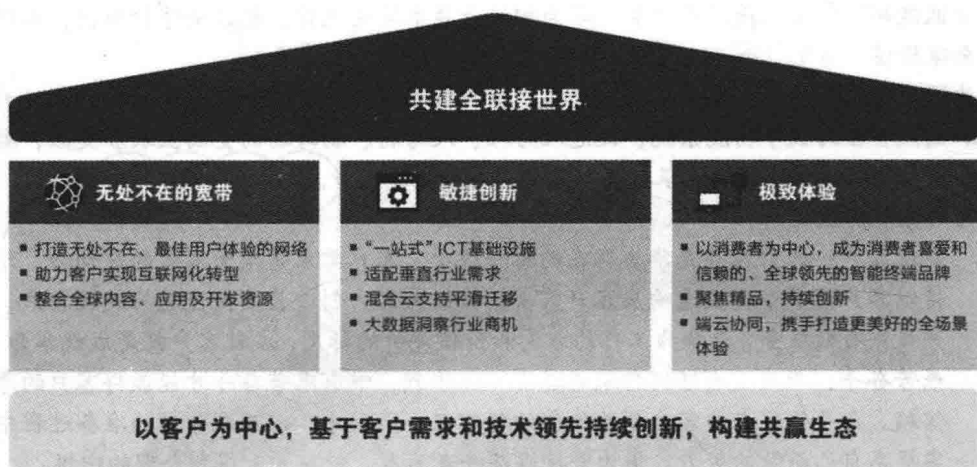 共建全联接世界
无处不在的宽带
▪ 打造无处不在、最佳用户体验的网络
▪ 助力客户实现互联网化转型
▪ 整合全球内容、应用及开发资源
敏捷创新
▪ “一站式” ICT基础设施
▪ 适配垂直行业需求
▪ 混合云支持平滑迁移
▪ 大数据洞察行业商机
极致体验
▪ 以消费者为中心，成为消费者喜爱和
信赖的、全球领先的智能终端品牌
▪ 聚焦精品，持续创新
▪ 端云协同，携手打造更美好的全场景
体验
以客户为中心，基于客户需求和技术领先持续创新，构建共赢生态